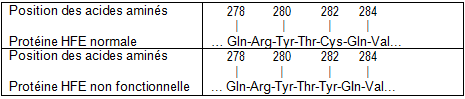 Position des acides aminés 278 280 282 284
| | | |
Protéine HFE normale ... Gln-Arg-Tyr-Thr-Cys-Gln-Val...
Position des acides aminés 278 280 282 284
| | | |
Protéine HFE non fonctionnelle ... Gln-Arg-Tyr-Thr-Tyr-Gln-Val...